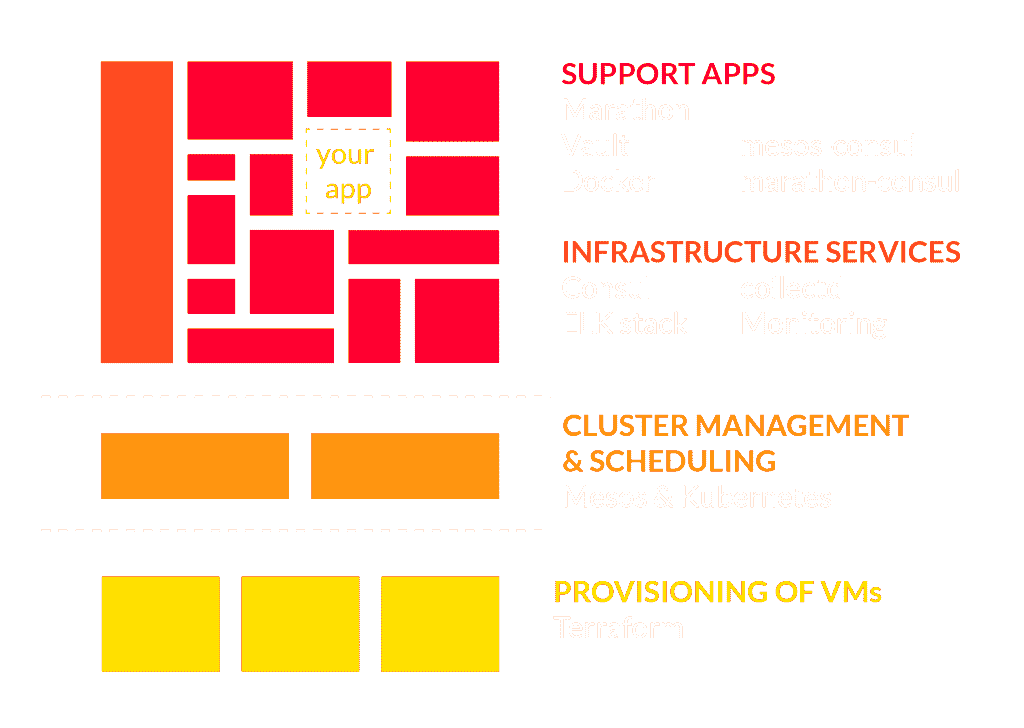 your
app
SUPPORT APPS
Marathon
Vault mesos-consul
Docker marathon-consul
INFRASTRUCTURE SERVICES
Consul collectd
ELK stack Monitoring
CLUSTER MANAGEMENT
& SCHEDULING
Mesos & Kubernetes
PROVISIONING OF VMs
Terraform